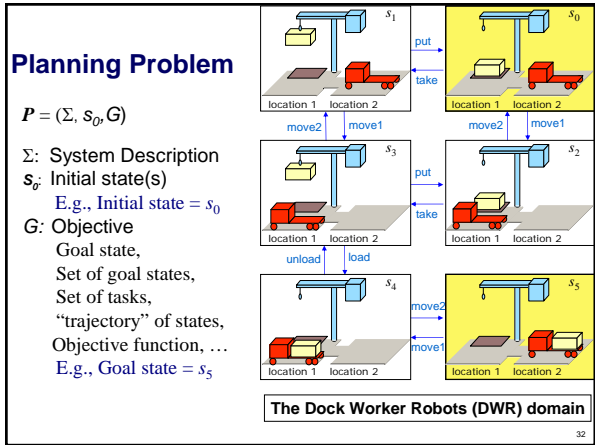 Planning Problem
P = (Σ, s0,G)
Σ: System Description
s0: Initial state(s)
E.g., Initial state = s0
G: Objective
Goal state,
Set of goal states,
Set of tasks,
“trajectory” of states,
Objective function, …
E.g., Goal state = s5
s1
location 1 location 2
put
take
s0
location 1 location 2
move2 move1
move2 move1
s3
location 1 location 2
put
take
s2
location 1 location 2
unload load
s4
location 1 location 2
move2
move1
s5
location 1 location 2
The Dock Worker Robots (DWR) domain
32